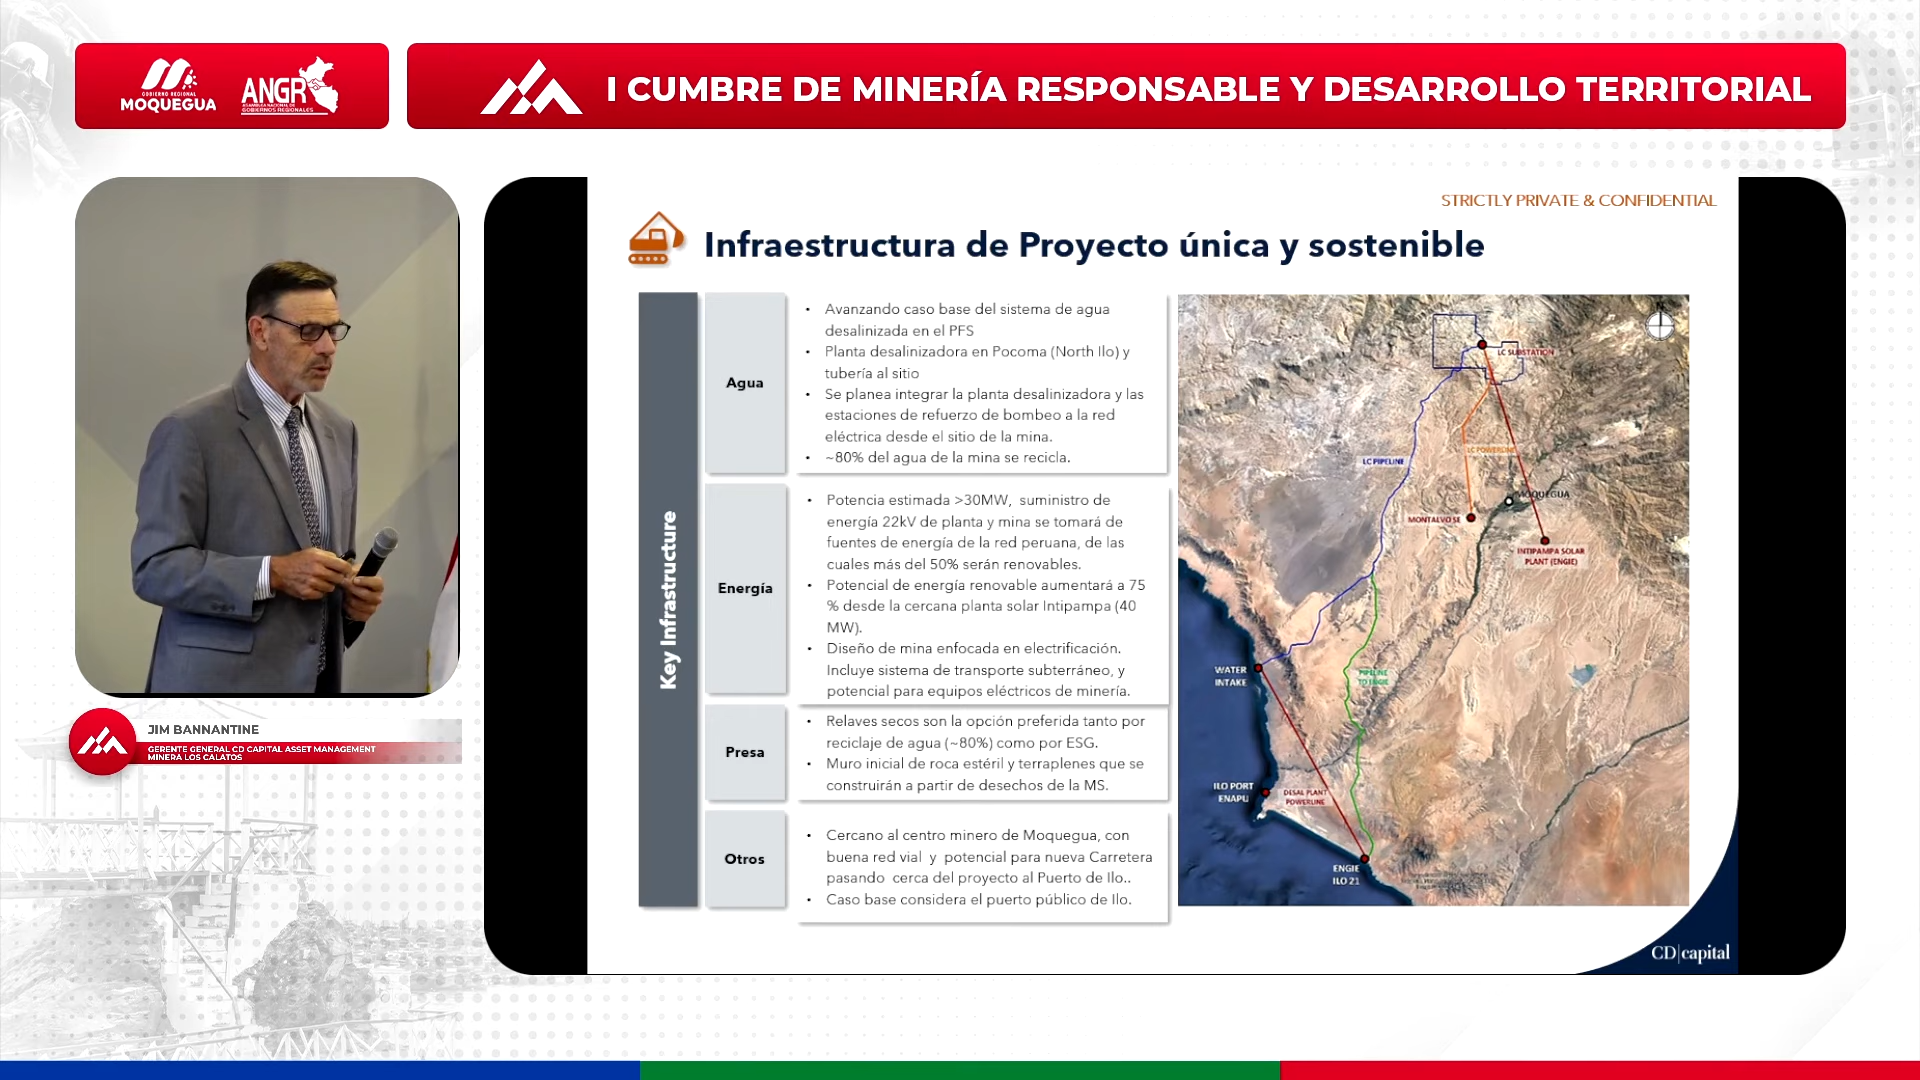 GOBIERNO REGIONAL
MOQUEGUA
ANGR
ASAMBLEA NACIONAL DE
GOBIERNOS REGIONALES
I CUMBRE DE MINERÍA RESPONSABLE Y DESARROLLO TERRITORIAL
JIM BANNANTINE
GERENTE GENERAL CD CAPITAL ASSET MANAGEMENT
MINERA LOS CALATOS
STRICTLY PRIVATE & CONFIDENTIAL
Infraestructura de Proyecto única y sostenible
Key Infrastructure
Agua
• Avanzando caso base del sistema de agua
desalinizada en el PFS
• Planta desalinizadora en Pocoma (North Ilo) y
tubería al sitio
• Se planea integrar la planta desalinizadora y las
estaciones de refuerzo de bombeo a la red
eléctrica desde el sitio de la mina.
• ~80% del agua de la mina se recicla.
Energía
• Potencia estimada >30MW, suministro de
energía 22kV de planta y mina se tomará de
fuentes de energía de la red peruana, de las
cuales más del 50% serán renovables.
• Potencial de energía renovable aumentará a 75
% desde la cercana planta solar Intipampa (40
MW).
• Diseño de mina enfocada en electrificación.
Incluye sistema de transporte subterráneo, y
potencial para equipos eléctricos de minería.
Presa
• Relaves secos son la opción preferida tanto por
reciclaje de agua (~80%) como por ESG.
• Muro inicial de roca estéril y terraplenes que se
construirán a partir de desechos de la MS.
Otros
• Cercano al centro minero de Moquegua, con
buena red vial y potencial para nueva Carretera
pasando cerca del proyecto al Puerto de Ilo..
• Caso base considera el puerto público de Ilo.
N
LC SUBSTATION
LC PIPELINE
LC POWERLINE
MOQUEGUA
MONTALVO SE
INTIPAMPA SOLAR
PLANT (ENGIE)
WATER
INTAKE
PIPELINE
TO ENGIE
ILO PORT
ENAPU
DESAL PLANT
POWERLINE
ENGIE
ILO 21
CD|capital